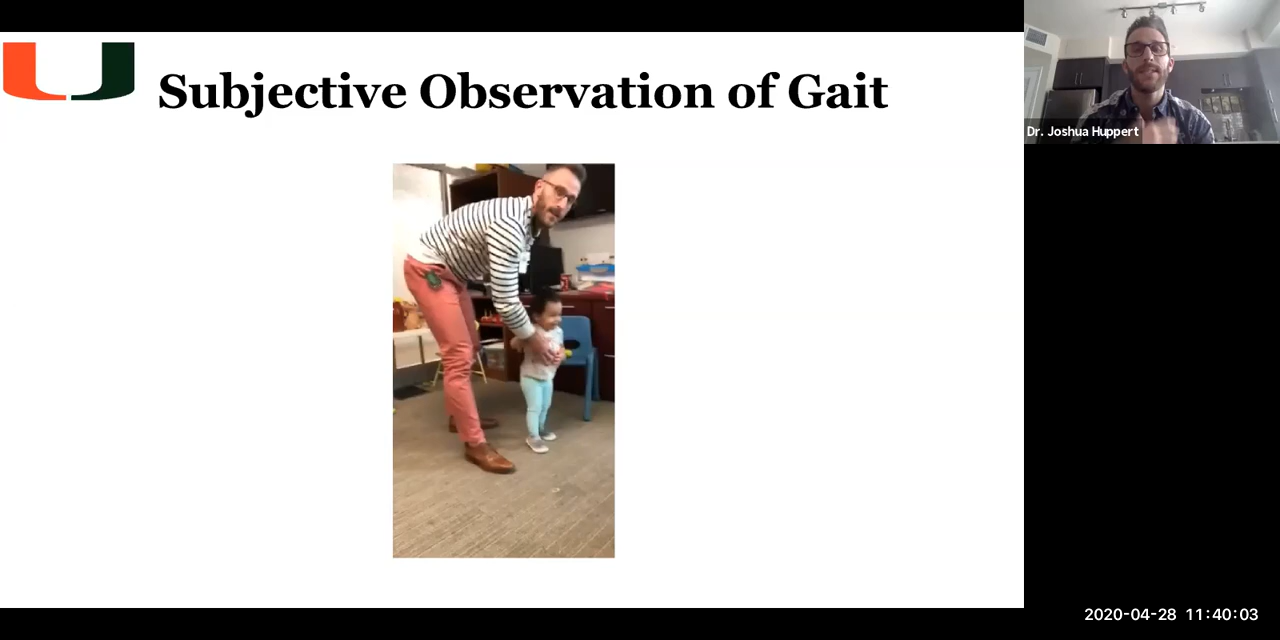 Subjective Observation of Gait
Dr. Joshua Huppert
2020-04-28 11:40:03